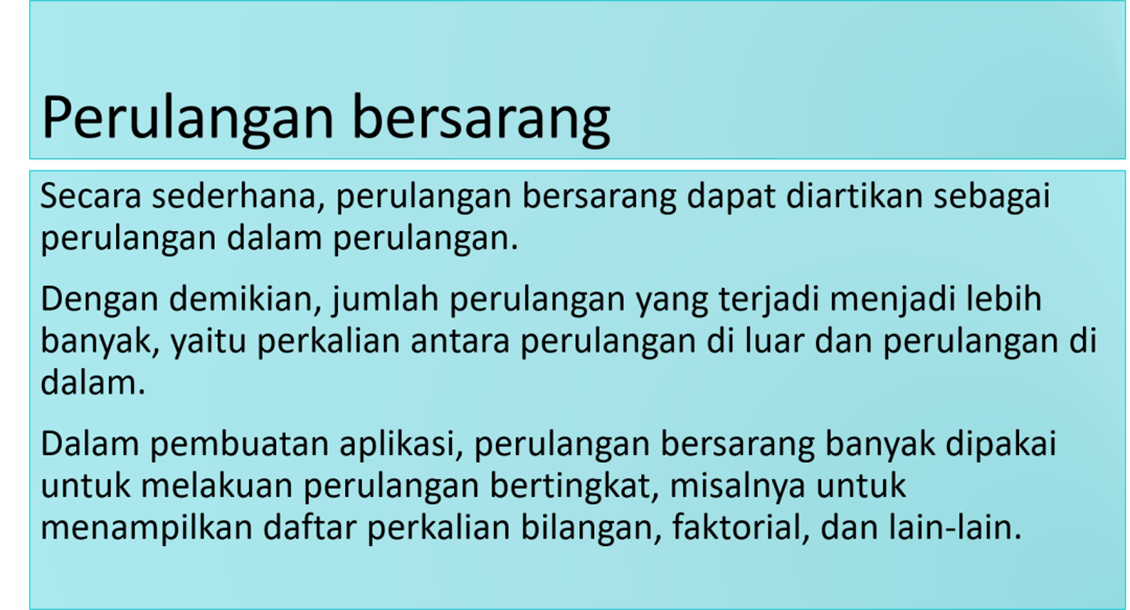 Perulangan bersarang
Secara sederhana, perulangan bersarang dapat diartikan sebagai
perulangan dalam perulangan.
Dengan demikian, jumlah perulangan yang terjadi menjadi lebih
banyak, yaitu perkalian antara perulangan di luar dan perulangan di
dalam.
Dalam pembuatan aplikasi, perulangan bersarang banyak dipakai
untuk melakuan perulangan bertingkat, misalnya untuk
menampilkan daftar perkalian bilangan, faktorial, dan lain-lain.